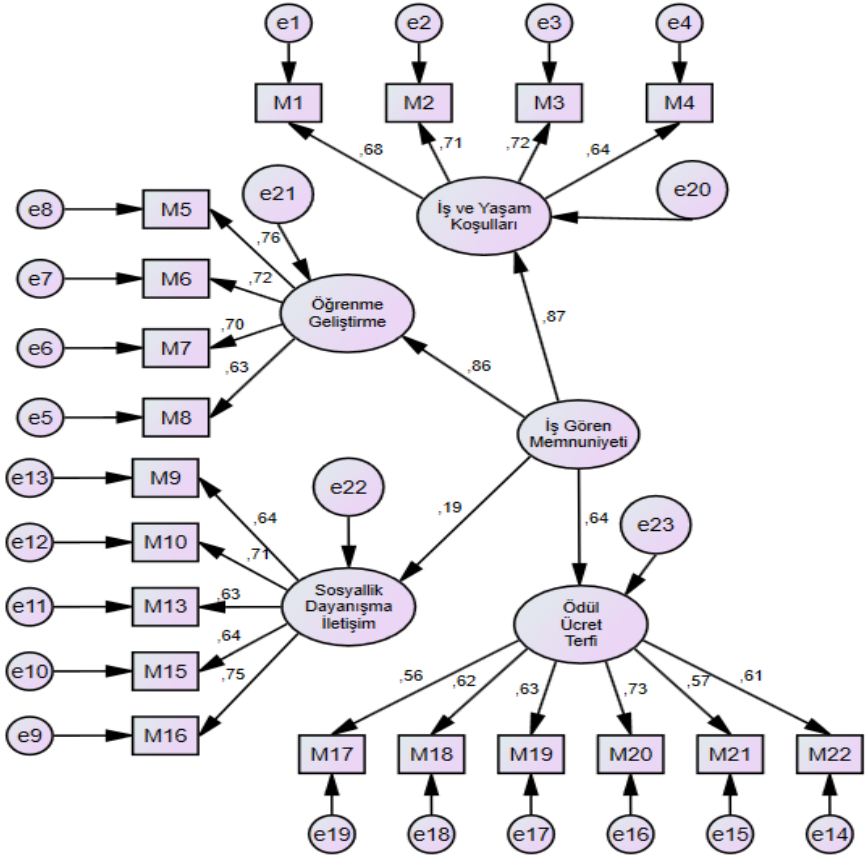 e1 e2 e3 e4
M1 M2 M3 M4
,68 ,71 ,72 ,64
e21
e20
İş ve Yaşam
Koşulları
e8 M5
e7 M6
e6 M7
e5 M8
,76
,72
,70
,63
Öğrenme
Geliştirme
,87
,86
İş Gören
Memnuniyeti
e13 M9
e12 M10
e11 M13
e10 M15
e9 M16
,64
,71
,63
,64
,75
e22
,19
,64
e23
Sosyallik
Dayanışma
İletişim
Ödül
Ücret
Terfi
,56 ,62 ,63 ,73 ,57 ,61
M17 M18 M19 M20 M21 M22
e19 e18 e17 e16 e15 e14